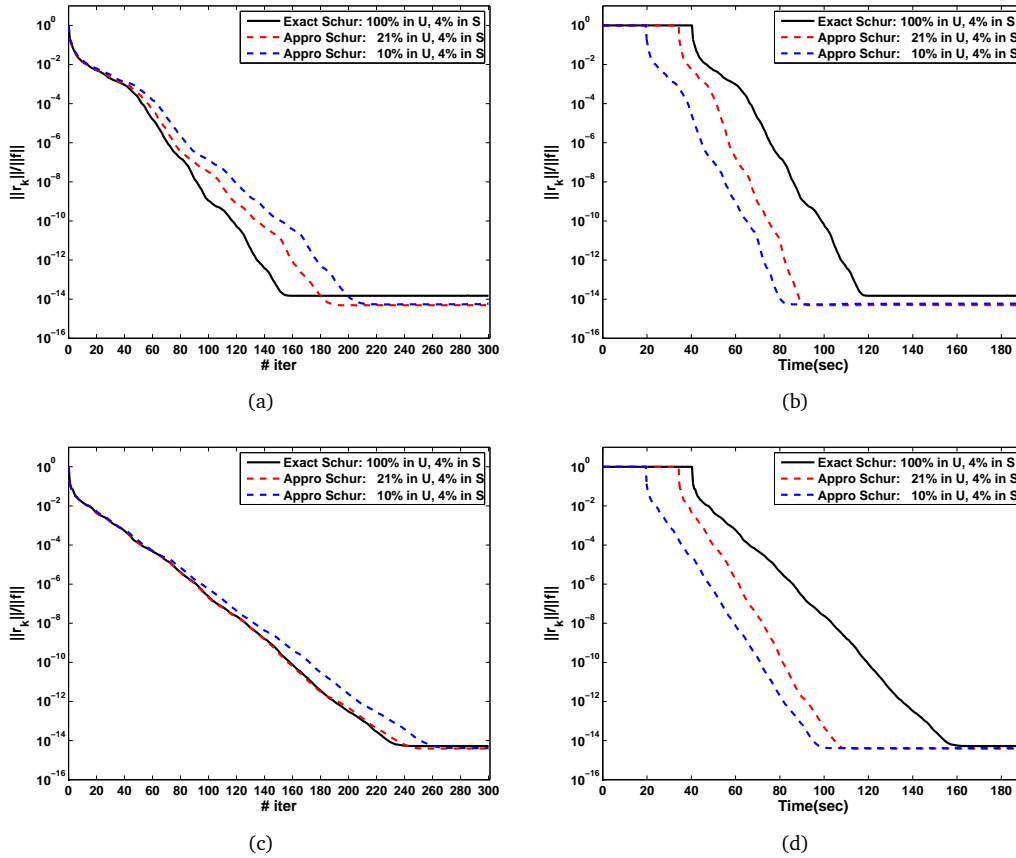 Exact Schur: 100% in U, 4% in S
Appro Schur: 21% in U, 4% in S
Appro Schur: 10% in U, 4% in S
10^0
10^-2
10^-4
10^-6
10^-8
10^-10
10^-12
10^-14
10^-16
||r_k||/||f||
0 20 40 60 80 100 120 140 160 180 200 220 240 260 280 300
# iter
(a)
Exact Schur: 100% in U, 4% in S
Appro Schur: 21% in U, 4% in S
Appro Schur: 10% in U, 4% in S
10^0
10^-2
10^-4
10^-6
10^-8
10^-10
10^-12
10^-14
10^-16
||r_k||/||f||
0 20 40 60 80 100 120 140 160 180
Time(sec)
(b)
Exact Schur: 100% in U, 4% in S
Appro Schur: 21% in U, 4% in S
Appro Schur: 10% in U, 4% in S
10^0
10^-2
10^-4
10^-6
10^-8
10^-10
10^-12
10^-14
10^-16
||r_k||/||f||
0 20 40 60 80 100 120 140 160 180 200 220 240 260 280 300
# iter
(c)
Exact Schur: 100% in U, 4% in S
Appro Schur: 21% in U, 4% in S
Appro Schur: 10% in U, 4% in S
10^0
10^-2
10^-4
10^-6
10^-8
10^-10
10^-12
10^-14
10^-16
||r_k||/||f||
0 20 40 60 80 100 120 140 160 180
Time(sec)
(d)